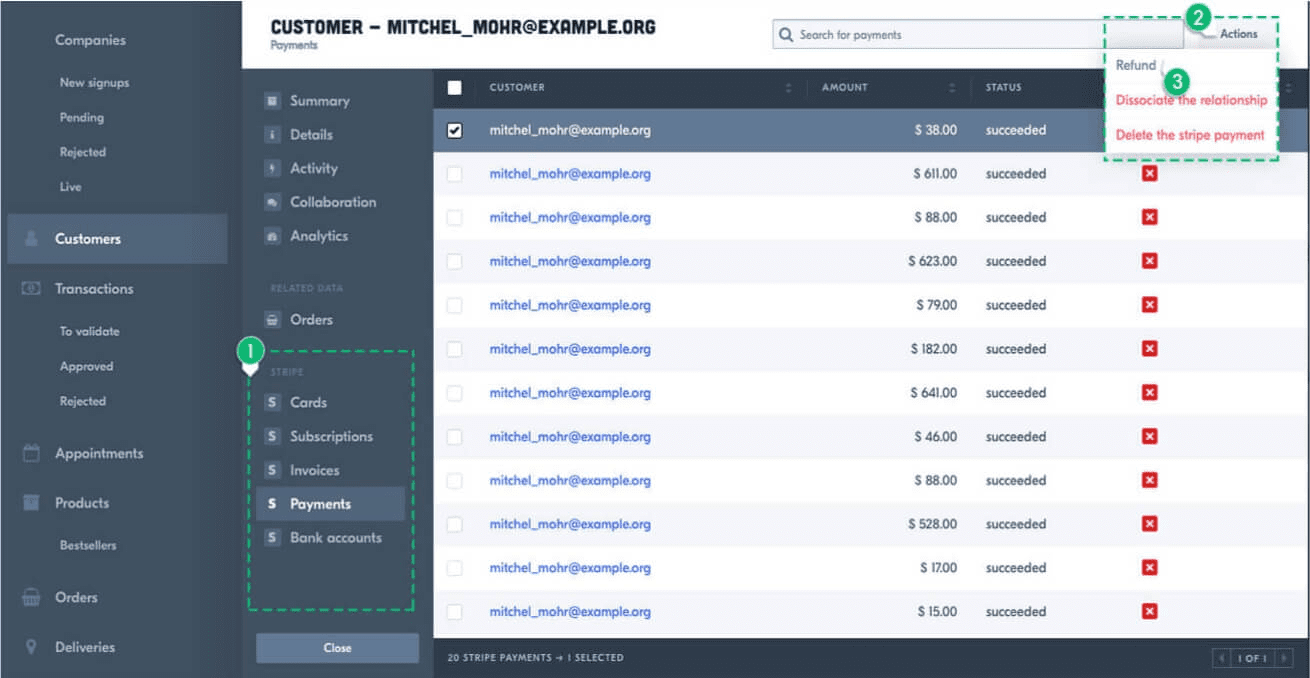 Companies
New signups
Pending
Rejected
Live
Customers
Transactions
To validate
Approved
Rejected
Appointments
Products
Bestsellers
Orders
Deliveries
CUSTOMER – MITCHEL_MOHR@EXAMPLE.ORG
Payments
Search for payments
2
Actions
Refund
3
Dissociate the relationship
Delete the stripe payment
Summary
Details
Activity
Collaboration
Analytics
RELATED DATA
Orders
1
STRIPE
S Cards
S Subscriptions
S Invoices
S Payments
S Bank accounts
Close
CUSTOMER AMOUNT STATUS
mitchel_mohr@example.org $ 38.00 succeeded
mitchel_mohr@example.org $ 611.00 succeeded
mitchel_mohr@example.org $ 88.00 succeeded
mitchel_mohr@example.org $ 623.00 succeeded
mitchel_mohr@example.org $ 79.00 succeeded
mitchel_mohr@example.org $ 182.00 succeeded
mitchel_mohr@example.org $ 641.00 succeeded
mitchel_mohr@example.org $ 46.00 succeeded
mitchel_mohr@example.org $ 88.00 succeeded
mitchel_mohr@example.org $ 528.00 succeeded
mitchel_mohr@example.org $ 17.00 succeeded
mitchel_mohr@example.org $ 15.00 succeeded
20 STRIPE PAYMENTS → 1 SELECTED
1 OF 1